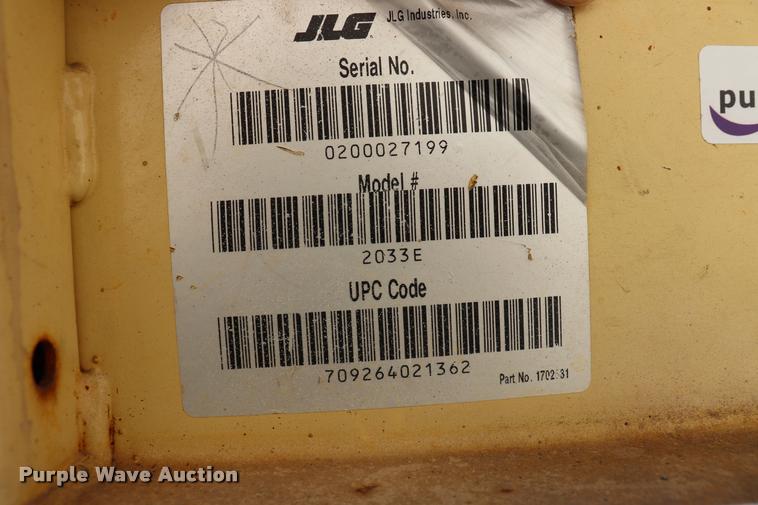 JLG JLG Industries, Inc.
Serial No.
0200027199
Model #
2033E
UPC Code
709264021362
Part No.
pu
Purple Wave Auction